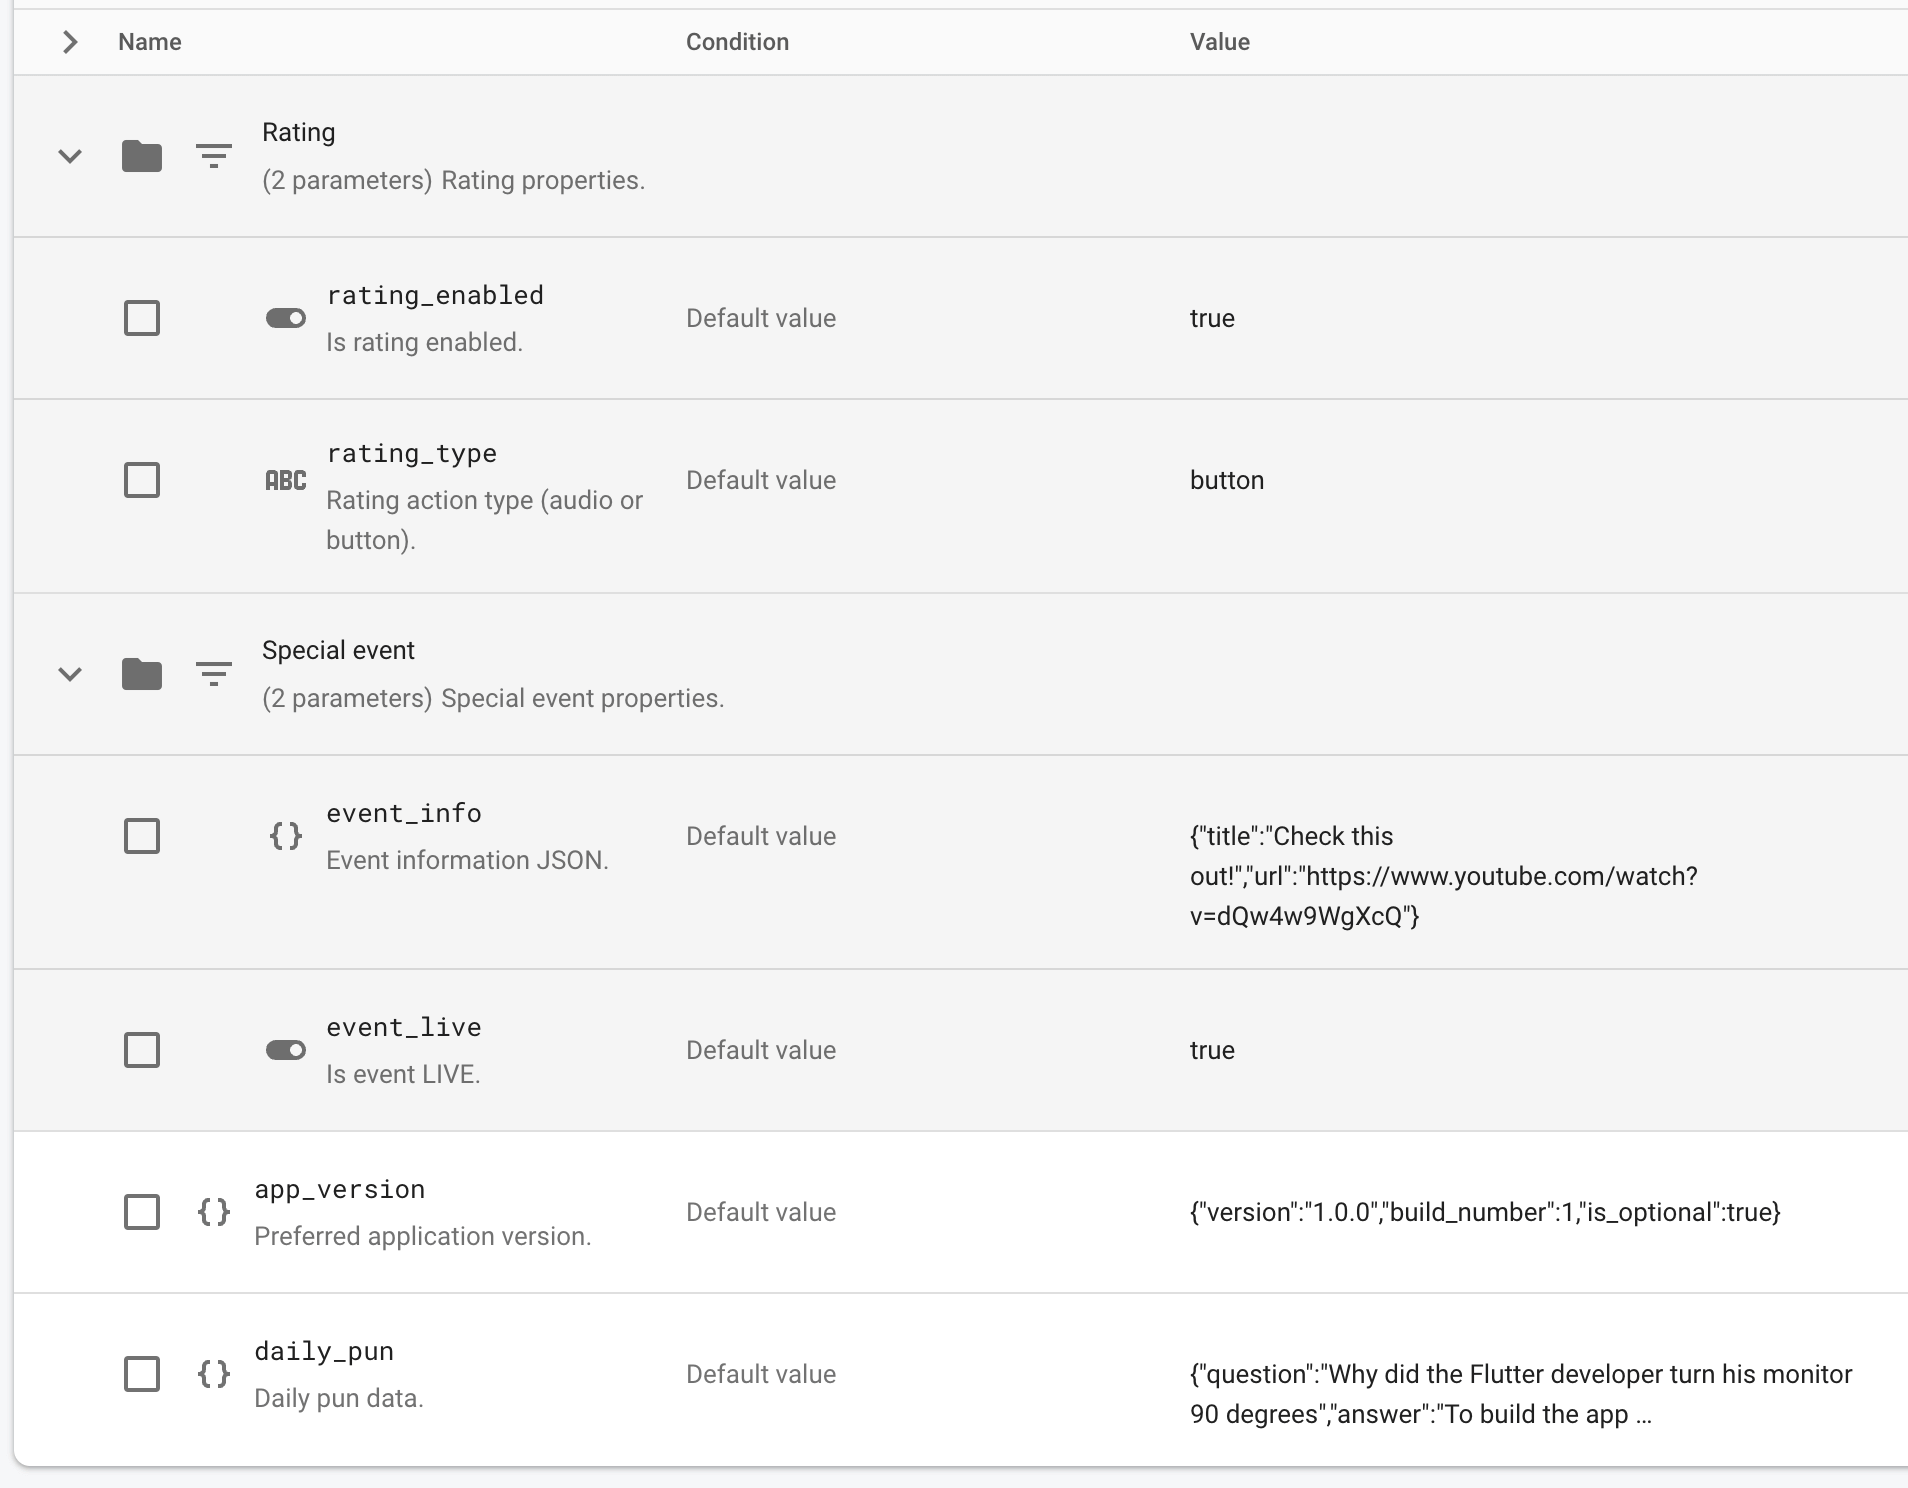 Name Condition Value
Rating
(2 parameters) Rating properties.
rating_enabled
Is rating enabled.
Default value
true
rating_type
Rating action type (audio or
button).
ABC
Default value
button
Special event
(2 parameters) Special event properties.
event_info
Event information JSON.
{}
Default value
{"title":"Check this
out!","url":"https://www.youtube.com/watch?
v=dQw4w9WgXcQ"}
event_live
Is event LIVE.
Default value
true
app_version
Preferred application version.
{}
Default value
{"version":"1.0.0","build_number":1,"is_optional":true}
daily_pun
Daily pun data.
{}
Default value
{"question":"Why did the Flutter developer turn his monitor
90 degrees","answer":"To build the app ...